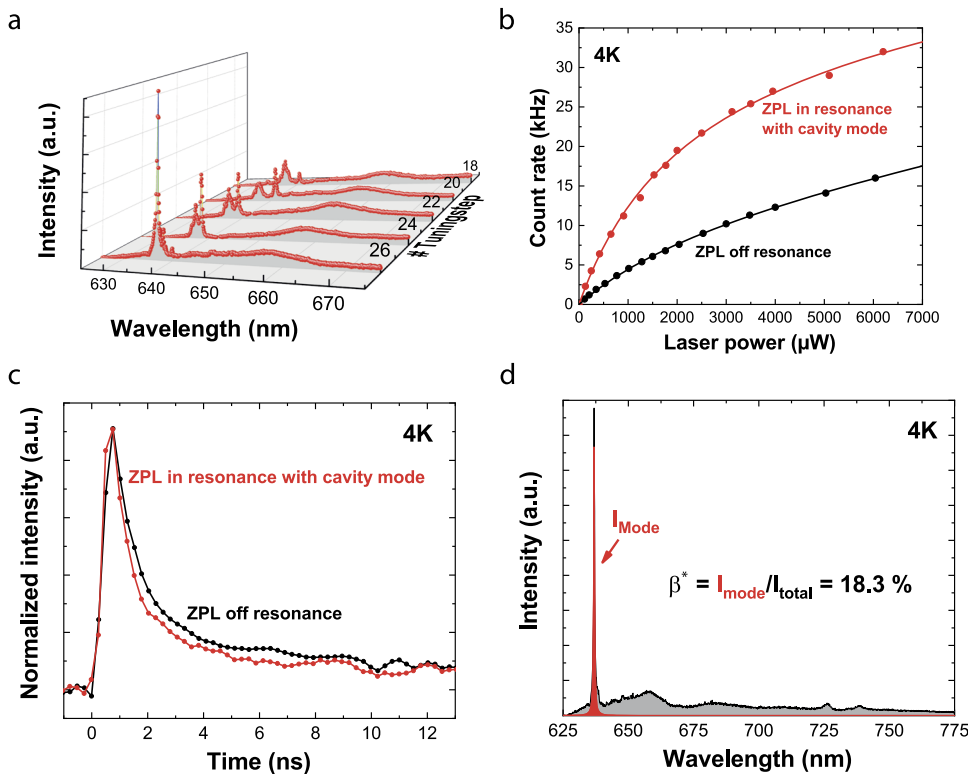 a
Intensity (a.u.)
630
640
650
660
670
Wavelength (nm)
18
20
22
24
26
# Tuningstep
b
4K
35
30
25
20
15
10
5
0
Count rate (kHz)
ZPL in resonance
with cavity mode
ZPL off resonance
0 1000 2000 3000 4000 5000 6000 7000
Laser power (µW)
c
4K
Normalized intensity (a.u.)
ZPL in resonance with cavity mode
ZPL off resonance
0 2 4 6 8 10 12
Time (ns)
d
4K
Intensity (a.u.)
I_Mode
β* = I_mode/I_total = 18.3 %
625 650 675 700 725 750 775
Wavelength (nm)